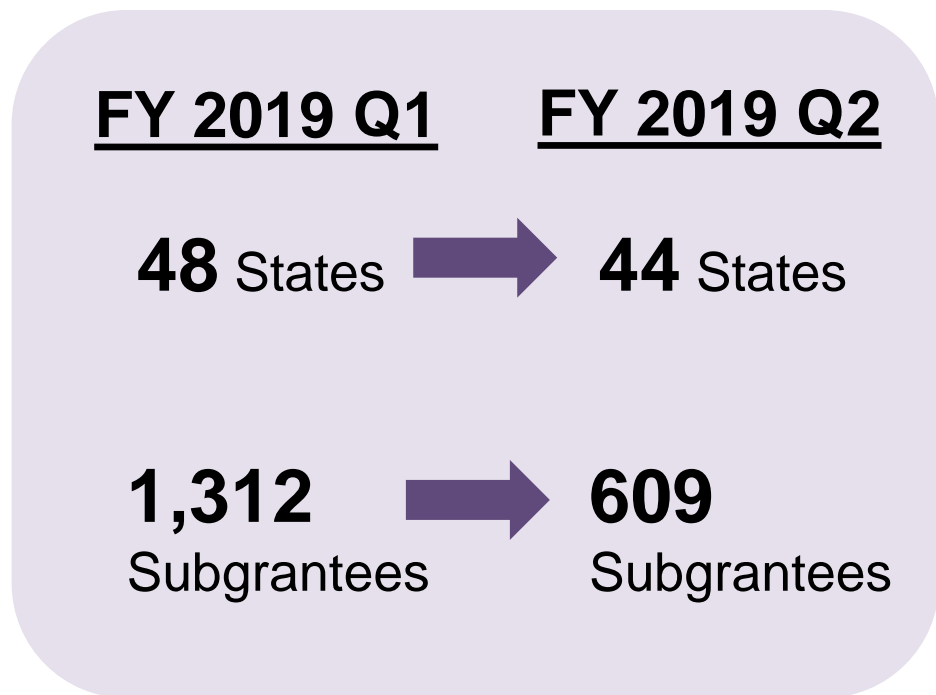 FY 2019 Q1 FY 2019 Q2
48 States 44 States
1,312 609
Subgrantees Subgrantees